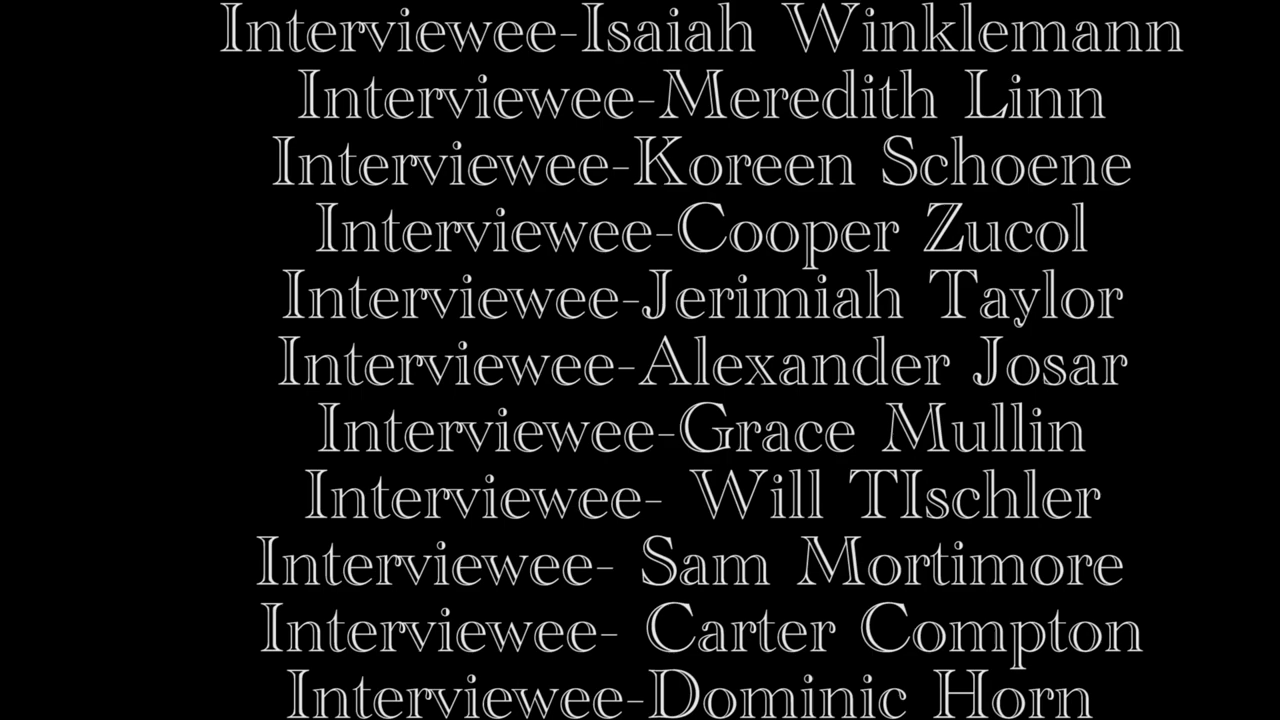 Interviewee-Isaiah Winklemann
Interviewee-Meredith Linn
Interviewee-Koreen Schoene
Interviewee-Cooper Zucol
Interviewee-Jerimiah Taylor
Interviewee-Alexander Josar
Interviewee-Grace Mullin
Interviewee- Will TIschler
Interviewee- Sam Mortimore
Interviewee- Carter Compton
Interviewee-Dominic Horn